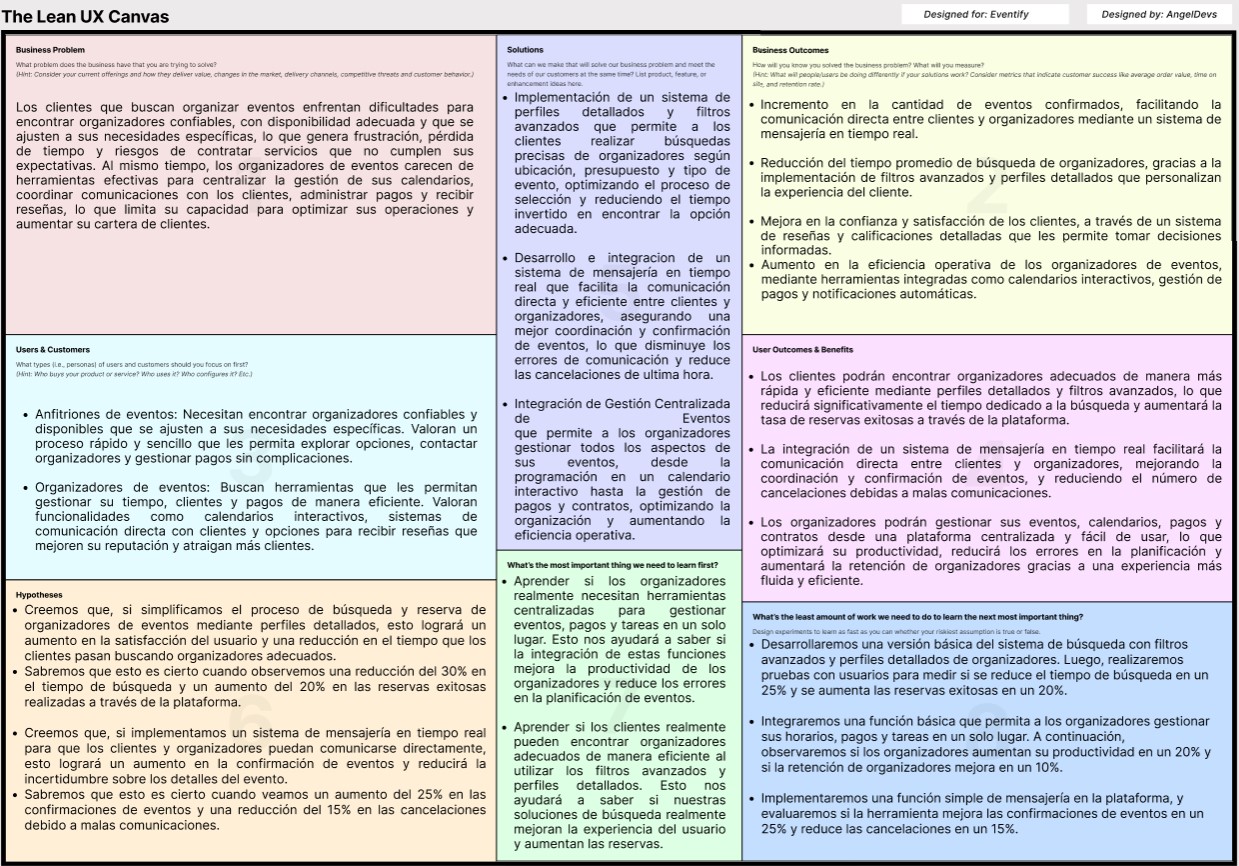 The Lean UX Canvas
Designed for: Eventify
Designed by: AngelDevs
Business Problem
What problem does the business have that you are trying to solve?
(Hint: Consider your current offerings and how they deliver value, changes in the market, delivery channels, competitive threats and customer behavior.)
Los clientes que buscan organizar eventos enfrentan dificultades para
encontrar organizadores confiables, con disponibilidad adecuada y que se
ajusten a sus necesidades específicas, lo que genera frustración, pérdida
de tiempo y riesgos de contratar servicios que no cumplen sus
expectativas. Al mismo tiempo, los organizadores de eventos carecen de
herramientas efectivas para centralizar la gestión de sus calendarios,
coordinar comunicaciones con los clientes, administrar pagos y recibir
reseñas, lo que limita su capacidad para optimizar sus operaciones y
aumentar su cartera de clientes.
Solutions
What can we make that will solve our business problem and meet the
needs of our customers at the same time? List product, feature, or
enhancement ideas here.
• Implementación de un sistema de
perfiles detallados y filtros
avanzados que permite a los
clientes realizar búsquedas
precisas de organizadores según
ubicación, presupuesto y tipo de
evento, optimizando el proceso de
selección y reduciendo el tiempo
invertido en encontrar la opción
adecuada.
• Desarrollo e integracion de un
sistema de mensajería en tiempo
real que facilita la comunicación
directa y eficiente entre clientes y
organizadores, asegurando una
mejor coordinación y confirmación
de eventos, lo que disminuye los
errores de comunicación y reduce
las cancelaciones de ultima hora.
• Integración de Gestión Centralizada
de Eventos
que permite a los organizadores
gestionar todos los aspectos de
sus eventos, desde la
programación en un calendario
interactivo hasta la gestión de
pagos y contratos, optimizando la
organización y aumentando la
eficiencia operativa.
Business Outcomes
How will you know you solved the business problem? What will you measure?
(Hint: What will people/users be doing differently if your solutions work? Consider metrics that indicate customer success like average order value, time on
site, and retention rate.)
• Incremento en la cantidad de eventos confirmados, facilitando la
comunicación directa entre clientes y organizadores mediante un sistema de
mensajería en tiempo real.
• Reducción del tiempo promedio de búsqueda de organizadores, gracias a la
implementación de filtros avanzados y perfiles detallados que personalizan
la experiencia del cliente.
• Mejora en la confianza y satisfacción de los clientes, a través de un sistema
de reseñas y calificaciones detalladas que les permite tomar decisiones
informadas.
• Aumento en la eficiencia operativa de los organizadores de eventos,
mediante herramientas integradas como calendarios interactivos, gestión de
pagos y notificaciones automáticas.
Users & Customers
What types (i.e., personas) of users and customers should you focus on first?
(Hint: Who buys your product or service? Who uses it? Who configures it? Etc.)
• Anfitriones de eventos: Necesitan encontrar organizadores confiables y
disponibles que se ajusten a sus necesidades específicas. Valoran un
proceso rápido y sencillo que les permita explorar opciones, contactar
organizadores y gestionar pagos sin complicaciones.
• Organizadores de eventos: Buscan herramientas que les permitan
gestionar su tiempo, clientes y pagos de manera eficiente. Valoran
funcionalidades como calendarios interactivos, sistemas de
comunicación directa con clientes y opciones para recibir reseñas que
mejoren su reputación y atraigan más clientes.
User Outcomes & Benefits
• Los clientes podrán encontrar organizadores adecuados de manera más
rápida y eficiente mediante perfiles detallados y filtros avanzados, lo que
reducirá significativamente el tiempo dedicado a la búsqueda y aumentará la
tasa de reservas exitosas a través de la plataforma.
• La integración de un sistema de mensajería en tiempo real facilitará la
comunicación directa entre clientes y organizadores, mejorando la
coordinación y confirmación de eventos, y reduciendo el número de
cancelaciones debidas a malas comunicaciones.
• Los organizadores podrán gestionar sus eventos, calendarios, pagos y
contratos desde una plataforma centralizada y fácil de usar, lo que
optimizará su productividad, reducirá los errores en la planificación y
aumentará la retención de organizadores gracias a una experiencia más
fluida y eficiente.
Hypotheses
• Creemos que, si simplificamos el proceso de búsqueda y reserva de
organizadores de eventos mediante perfiles detallados, esto logrará un
aumento en la satisfacción del usuario y una reducción en el tiempo que los
clientes pasan buscando organizadores adecuados.
• Sabremos que esto es cierto cuando observemos una reducción del 30% en
el tiempo de búsqueda y un aumento del 20% en las reservas exitosas
realizadas a través de la plataforma.
• Creemos que, si implementamos un sistema de mensajería en tiempo real
para que los clientes y organizadores puedan comunicarse directamente,
esto logrará un aumento en la confirmación de eventos y reducirá la
incertidumbre sobre los detalles del evento.
• Sabremos que esto es cierto cuando veamos un aumento del 25% en las
confirmaciones de eventos y una reducción del 15% en las cancelaciones
debido a malas comunicaciones.
What's the most important thing we need to learn first?
• Aprender si los organizadores
realmente necesitan herramientas
centralizadas para gestionar
eventos, pagos y tareas en un solo
lugar. Esto nos ayudará a saber si
la integración de estas funciones
mejora la productividad de los
organizadores y reduce los errores
en la planificación de eventos.
• Aprender si los clientes realmente
pueden encontrar organizadores
adecuados de manera eficiente al
utilizar los filtros avanzados y
perfiles detallados. Esto nos
ayudará a saber si nuestras
soluciones de búsqueda realmente
mejoran la experiencia del usuario
y aumentan las reservas.
What's the least amount of work we need to do to learn the next most important thing?
Design experiments to learn as fast as you can whether your riskiest assumption is true or false.
• Desarrollaremos una versión básica del sistema de búsqueda con filtros
avanzados y perfiles detallados de organizadores. Luego, realizaremos
pruebas con usuarios para medir si se reduce el tiempo de búsqueda en un
25% y se aumenta las reservas exitosas en un 20%.
• Integraremos una función básica que permita a los organizadores gestionar
sus horarios, pagos y tareas en un solo lugar. A continuación,
observaremos si los organizadores aumentan su productividad en un 20% y
si la retención de organizadores mejora en un 10%.
• Implementaremos una función simple de mensajería en la plataforma, y
evaluaremos si la herramienta mejora las confirmaciones de eventos en un
25% y reduce las cancelaciones en un 15%.